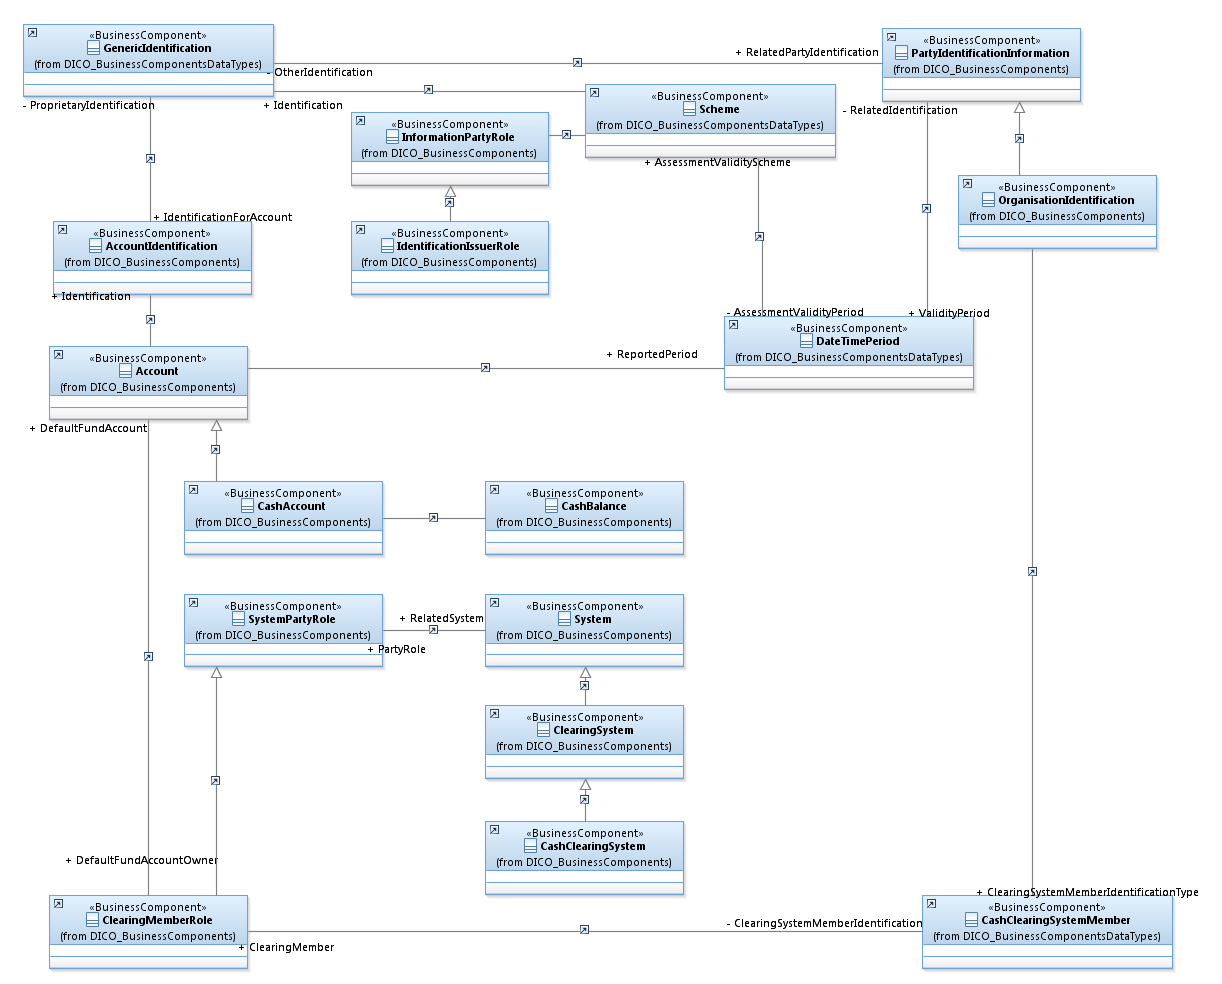 «BusinessComponent»
GenericIdentification
(from DICO_BusinessComponentsDataTypes)
«BusinessComponent»
PartyIdentificationInformation
(from DICO_BusinessComponents)
+ RelatedPartyIdentification
- OtherIdentification
- ProprietaryIdentification
+ Identification
«BusinessComponent»
Scheme
(from DICO_BusinessComponentsDataTypes)
- RelatedIdentification
«BusinessComponent»
InformationPartyRole
(from DICO_BusinessComponents)
+ AssessmentValidityScheme
«BusinessComponent»
OrganisationIdentification
(from DICO_BusinessComponents)
+ IdentificationForAccount
«BusinessComponent»
AccountIdentification
(from DICO_BusinessComponents)
«BusinessComponent»
IdentificationIssuerRole
(from DICO_BusinessComponents)
+ Identification
- AssessmentValidityPeriod
+ ValidityPeriod
«BusinessComponent»
DateTimePeriod
(from DICO_BusinessComponentsDataTypes)
«BusinessComponent»
Account
(from DICO_BusinessComponents)
+ ReportedPeriod
+ DefaultFundAccount
«BusinessComponent»
CashAccount
(from DICO_BusinessComponents)
«BusinessComponent»
CashBalance
(from DICO_BusinessComponents)
«BusinessComponent»
SystemPartyRole
(from DICO_BusinessComponents)
+ RelatedSystem
+ PartyRole
«BusinessComponent»
System
(from DICO_BusinessComponents)
«BusinessComponent»
ClearingSystem
(from DICO_BusinessComponents)
«BusinessComponent»
CashClearingSystem
(from DICO_BusinessComponents)
+ DefaultFundAccountOwner
+ ClearingSystemMemberIdentificationType
«BusinessComponent»
ClearingMemberRole
(from DICO_BusinessComponents)
+ ClearingMember
- ClearingSystemMemberIdentification
«BusinessComponent»
CashClearingSystemMember
(from DICO_BusinessComponentsDataTypes)